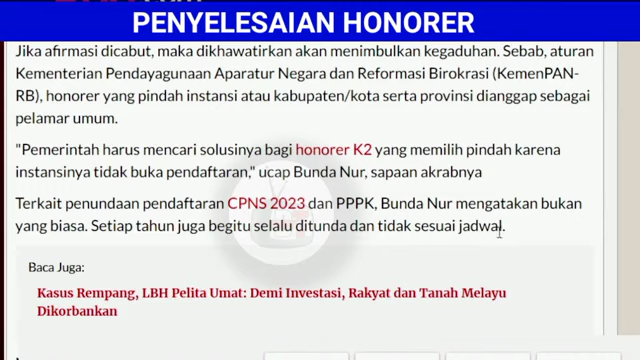 PENYELESAIAN HONORER
Jika afirmasi dicabut, maka dikhawatirkan akan menimbulkan kegaduhan. Sebab, aturan
Kementerian Pendayagunaan Aparatur Negara dan Reformasi Birokrasi (KemenPAN-
RB), honorer yang pindah instansi atau kabupaten/kota serta provinsi dianggap sebagai
pelamar umum.
"Pemerintah harus mencari solusinya bagi honorer K2 yang memilih pindah karena
instansinya tidak buka pendaftaran," ucap Bunda Nur, sapaan akrabnya
Terkait penundaan pendaftaran CPNS 2023 dan PPPK, Bunda Nur mengatakan bukan
yang biasa. Setiap tahun juga begitu selalu ditunda dan tidak sesuai jadwal.
Baca Juga:
Kasus Rempang, LBH Pelita Umat: Demi Investasi, Rakyat dan Tanah Melayu
Dikorbankan